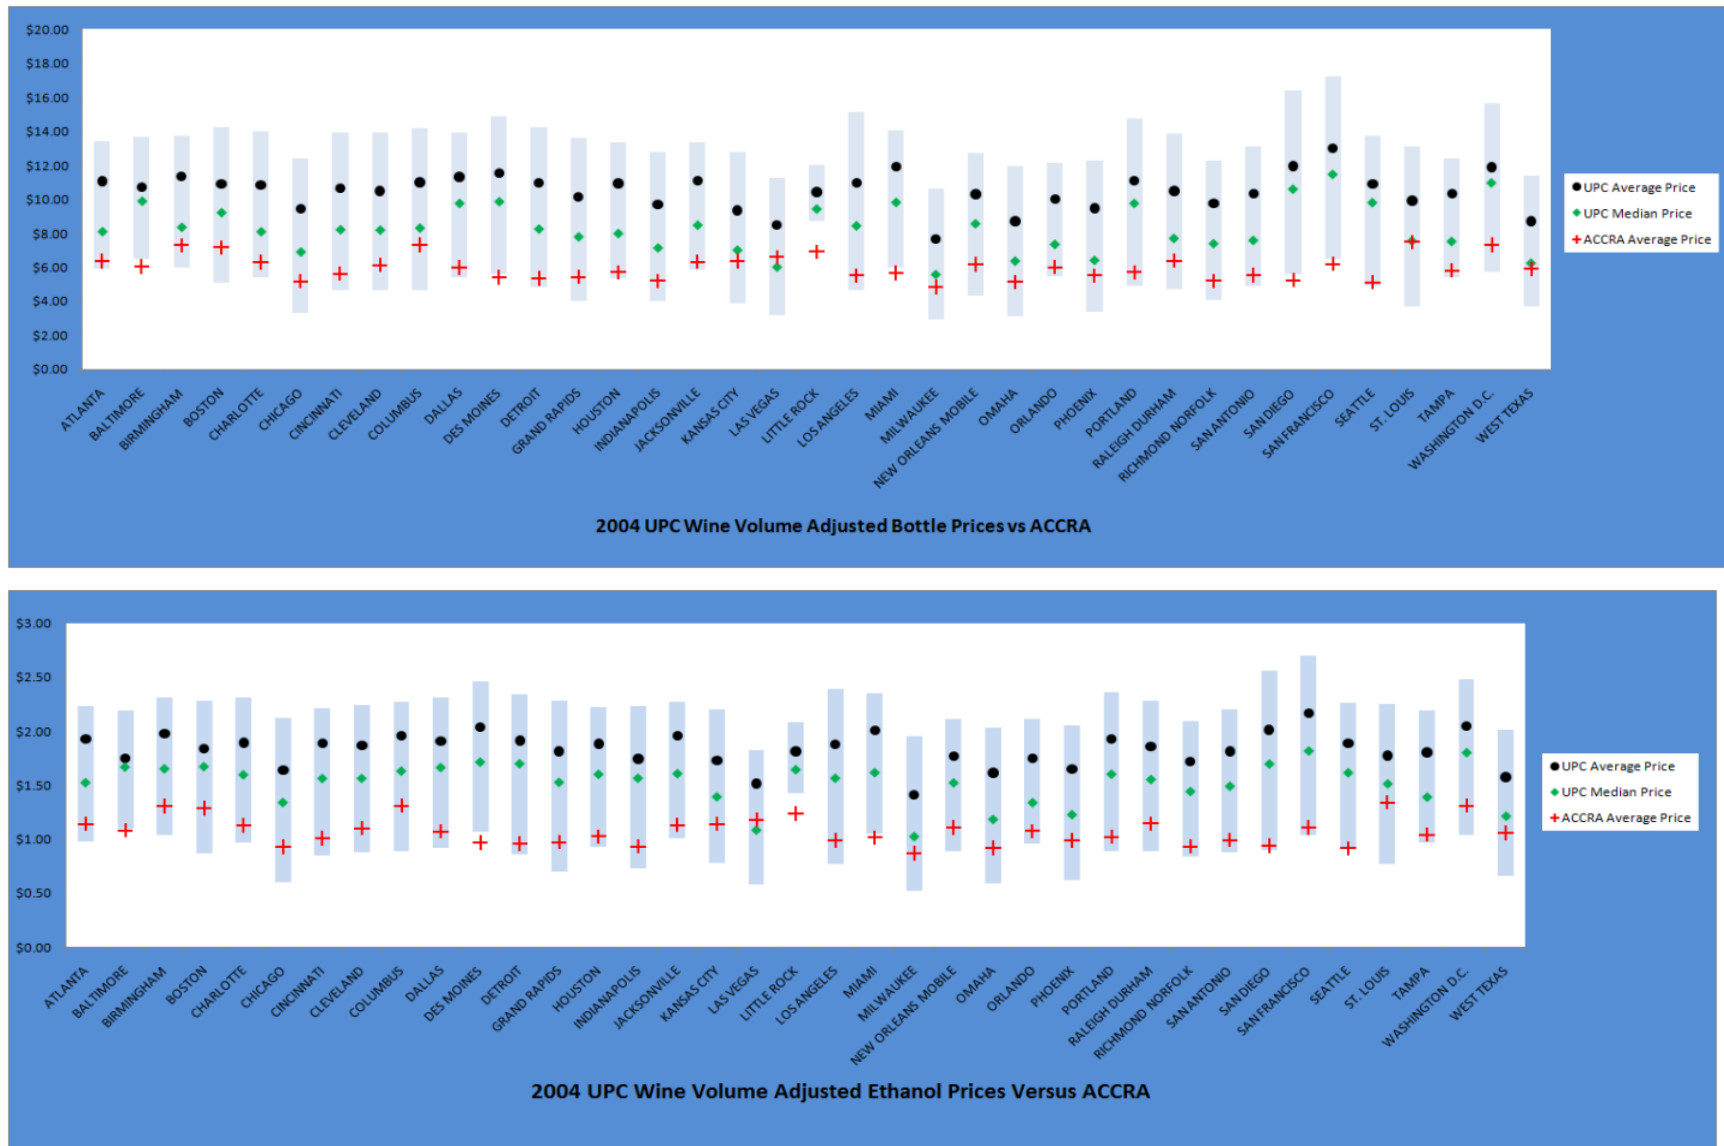 $20.00
$18.00
$16.00
$14.00
$12.00
$10.00
$8.00
$6.00
$4.00
$2.00
$0.00
UPC Average Price
UPC Median Price
ACCRA Average Price
ATLANTA
BALTIMORE
BIRMINGHAM
BOSTON
CHARLOTTE
CHICAGO
CINCINNATI
CLEVELAND
COLUMBUS
DALLAS
DES MOINES
DETROIT
GRAND RAPIDS
HOUSTON
INDIANAPOLIS
JACKSONVILLE
KANSAS CITY
LAS VEGAS
LITTLE ROCK
LOS ANGELES
MIAMI
MILWAUKEE
NEW ORLEANS MOBILE
OMAHA
ORLANDO
PHOENIX
PORTLAND
RALEIGH DURHAM
RICHMOND NORFOLK
SAN ANTONIO
SAN DIEGO
SAN FRANCISCO
SEATTLE
ST. LOUIS
TAMPA
WASHINGTON D.C.
WEST TEXAS
2004 UPC Wine Volume Adjusted Bottle Prices vs ACCRA
$3.00
$2.50
$2.00
$1.50
$1.00
$0.50
$0.00
UPC Average Price
UPC Median Price
ACCRA Average Price
ATLANTA
BALTIMORE
BIRMINGHAM
BOSTON
CHARLOTTE
CHICAGO
CINCINNATI
CLEVELAND
COLUMBUS
DALLAS
DES MOINES
DETROIT
GRAND RAPIDS
HOUSTON
INDIANAPOLIS
JACKSONVILLE
KANSAS CITY
LAS VEGAS
LITTLE ROCK
LOS ANGELES
MIAMI
MILWAUKEE
NEW ORLEANS MOBILE
OMAHA
ORLANDO
PHOENIX
PORTLAND
RALEIGH DURHAM
RICHMOND NORFOLK
SAN ANTONIO
SAN DIEGO
SAN FRANCISCO
SEATTLE
ST. LOUIS
TAMPA
WASHINGTON D.C.
WEST TEXAS
2004 UPC Wine Volume Adjusted Ethanol Prices Versus ACCRA